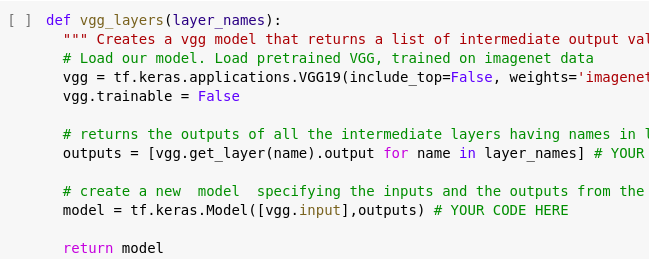 [ ] def vgg_layers(layer_names):
""" Creates a vgg model that returns a list of intermediate output
# Load our model. Load pretrained VGG, trained on imagenet data
vgg = tf.keras.applications.VGG19(include_top=False, weights='imagenet
vgg.trainable = False
# returns the outputs of all the intermediate layers having names in
outputs = [vgg.get_layer(name).output for name in layer_names] # YOUR
# create a new  model  specifying the inputs and the outputs from the
model = tf.keras.Model([vgg.input],outputs) # YOUR CODE HERE
return model